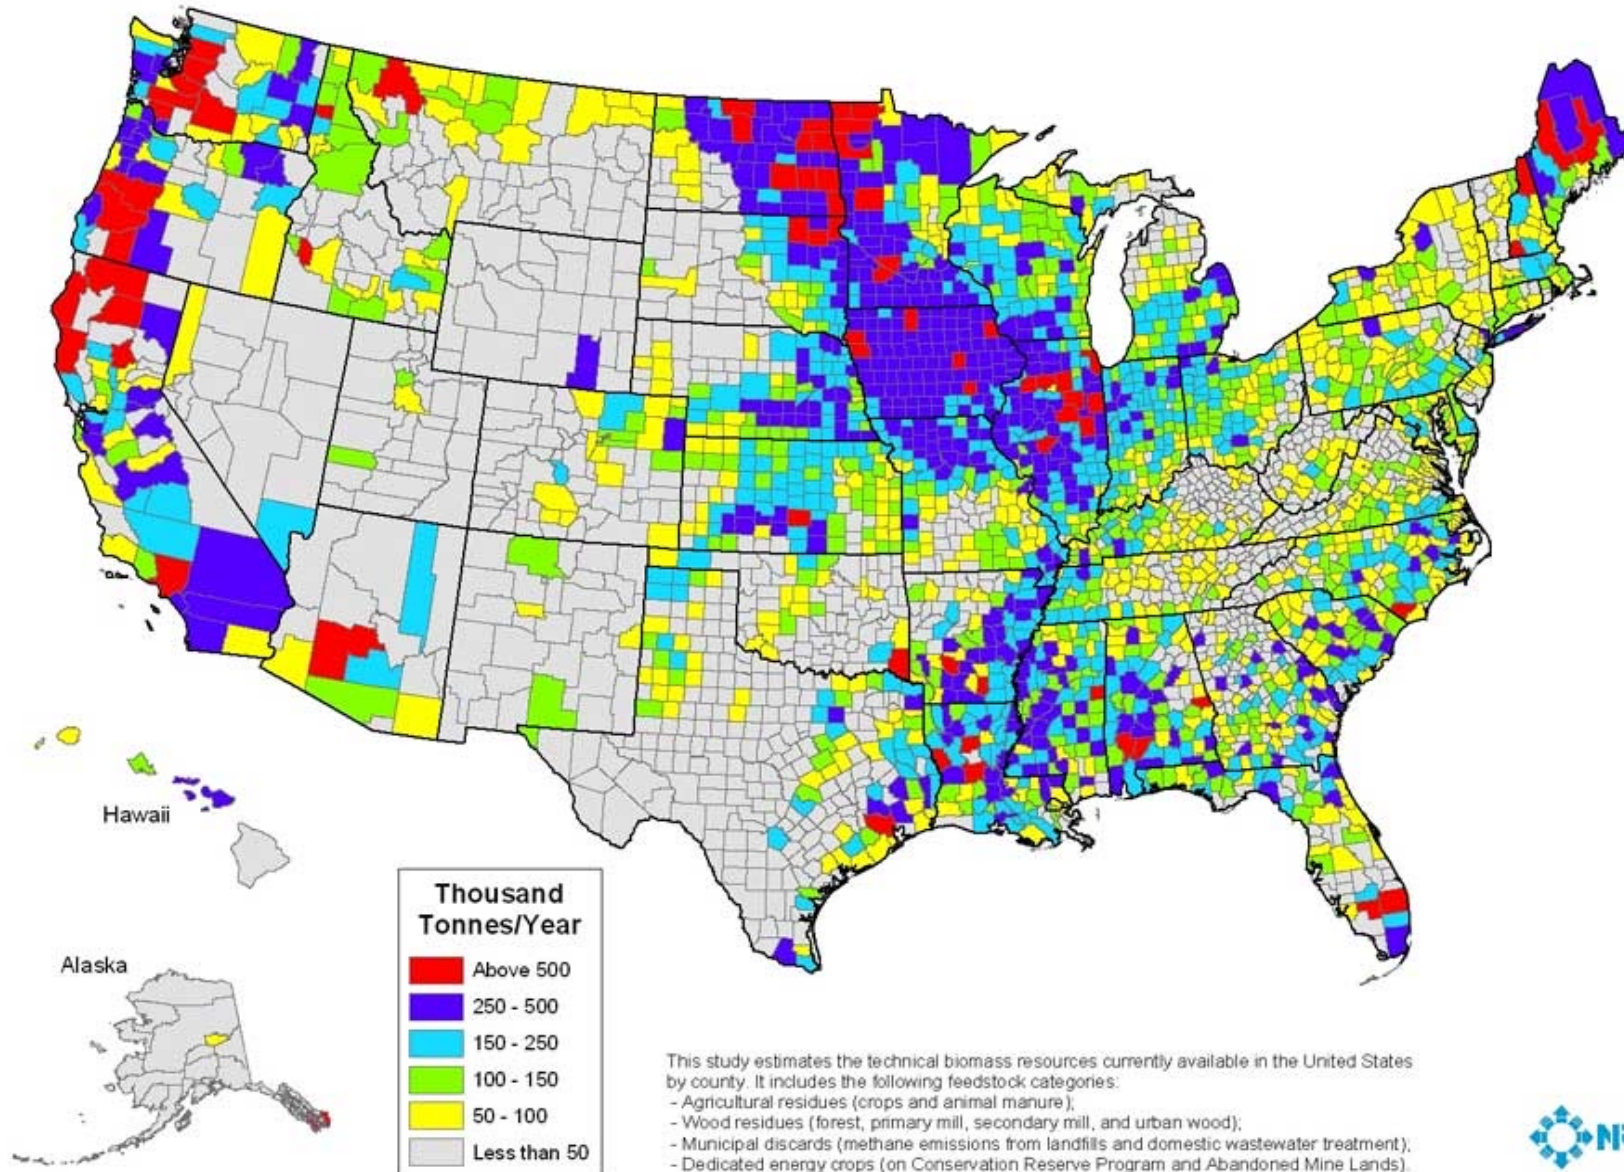 Hawaii
Alaska
Thousand
Tonnes/Year
Above 500
250 - 500
150 - 250
100 - 150
50 - 100
Less than 50
This study estimates the technical biomass resources currently available in the United States
by county. It includes the following feedstock categories:
- Agricultural residues (crops and animal manure);
- Wood residues (forest, primary mill, secondary mill, and urban wood);
- Municipal discards (methane emissions from landfills and domestic wastewater treatment);
- Dedicated energy crops (on Conservation Reserve Program and Abandoned Mine Lands)